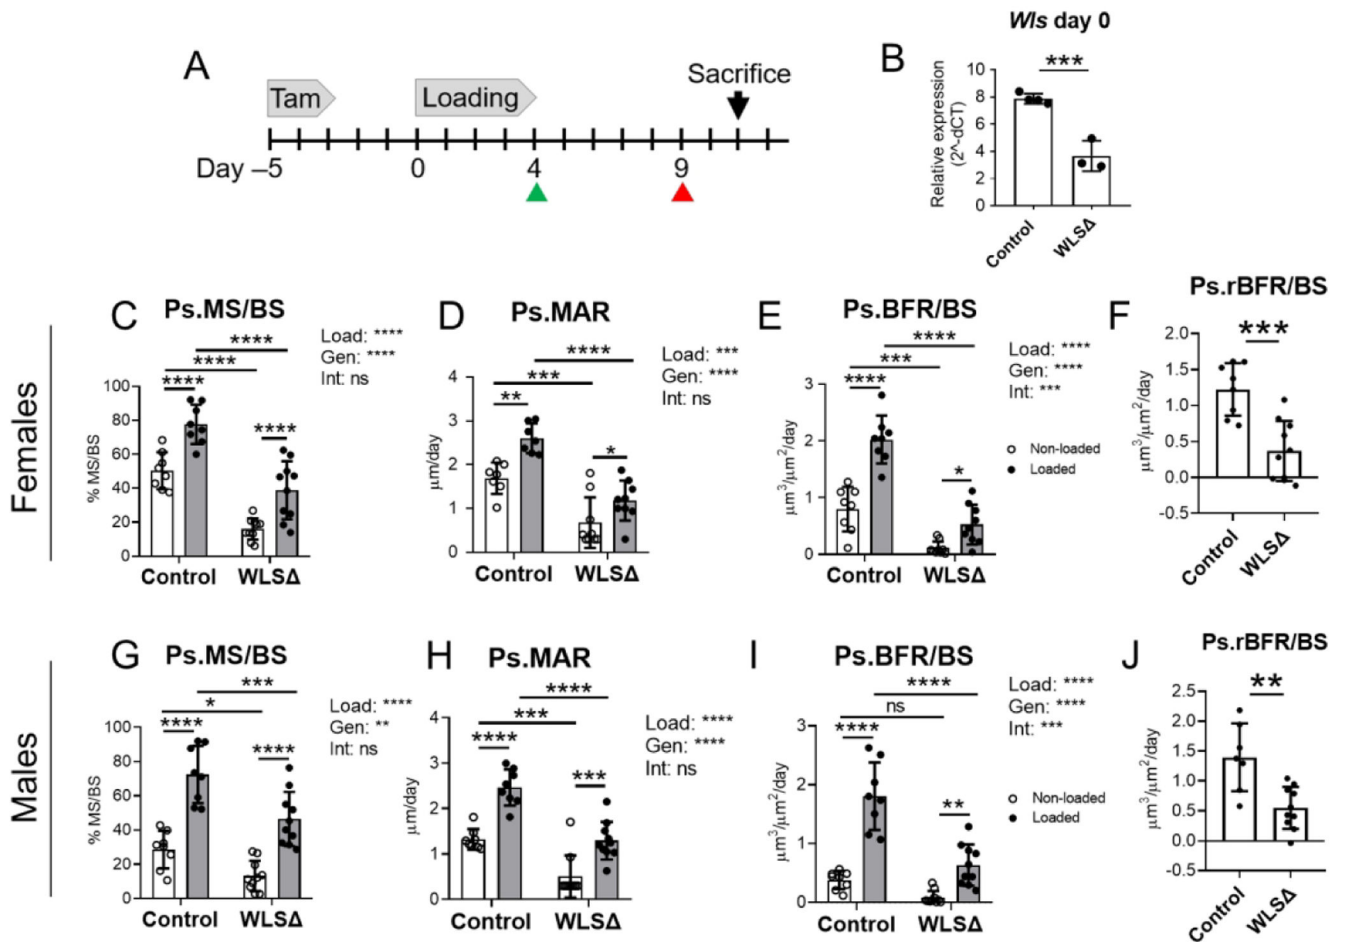 A
Tam
Loading
Sacrifice
Day –5
0
4
9
B
Wls day 0
***
Relative expression
(2^-dCT)
10
8
6
4
2
0
Control
WLSΔ
Females
C
Ps.MS/BS
Load: ****
Gen: ****
Int: ns
****
****
****
****
% MS/BS
100
80
60
40
20
0
Control
WLSΔ
D
Ps.MAR
Load: ***
Gen: ****
Int: ns
****
***
**
*
μm/day
4
3
2
1
0
Control
WLSΔ
E
Ps.BFR/BS
Load: ****
Gen: ****
Int: ***
Non-loaded
Loaded
****
***
****
*
μm³/μm²/day
3
2
1
0
Control
WLSΔ
F
Ps.rBFR/BS
***
μm³/μm²/day
2.0
1.5
1.0
0.5
0.0
-0.5
Control
WLSΔ
Males
G
Ps.MS/BS
Load: ****
Gen: **
Int: ns
***
*
****
****
% MS/BS
100
80
60
40
20
0
Control
WLSΔ
H
Ps.MAR
Load: ****
Gen: ****
Int: ns
****
***
****
***
μm/day
4
3
2
1
0
Control
WLSΔ
I
Ps.BFR/BS
Load: ****
Gen: ****
Int: ***
Non-loaded
Loaded
****
ns
****
**
μm³/μm²/day
3
2
1
0
Control
WLSΔ
J
Ps.rBFR/BS
**
μm³/μm²/day
2.5
2.0
1.5
1.0
0.5
0.0
-0.5
Control
WLSΔ